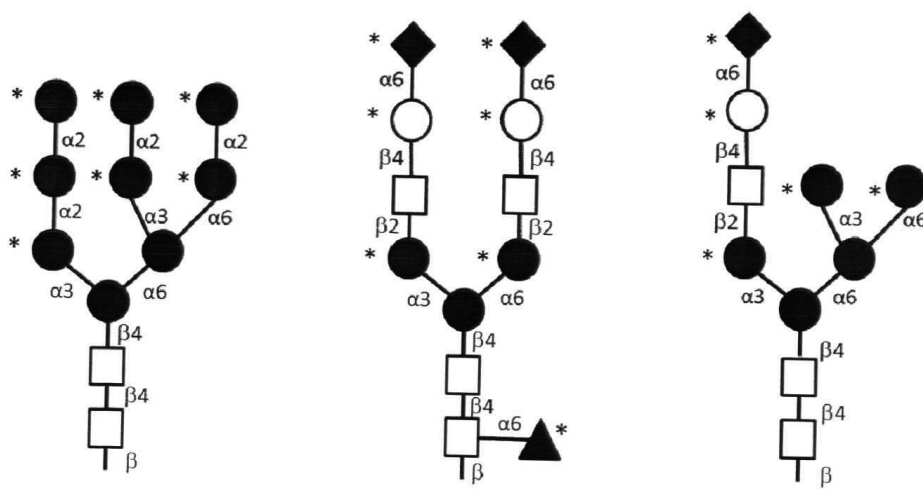 * *
α6 α6 α6
* * * * * *
α2 α2 α2 β4 β4 β4
* * * * *
α2 α3 α6 β2 β2 β2 α3 α6
* * * *
α3 α6 α3 α6 α3 α6
β4 β4 β4
β4 β4 β4
α6 *
β β β